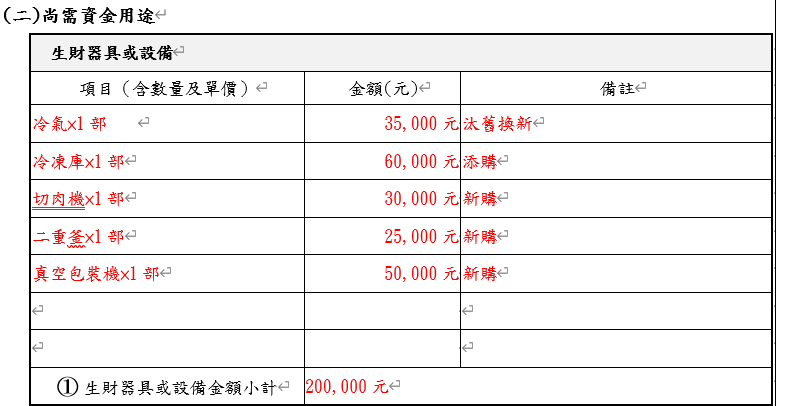 (二)尚需資金用途
生財器具或設備
項目（含數量及單價） 金額(元) 備註
冷氣×1 部 35,000 元 汰舊換新
冷凍庫×1 部 60,000 元 添購
切肉機×1 部 30,000 元 新購
二重釜×1 部 25,000 元 新購
真空包裝機×1 部 50,000 元 新購
① 生財器具或設備金額小計 200,000 元